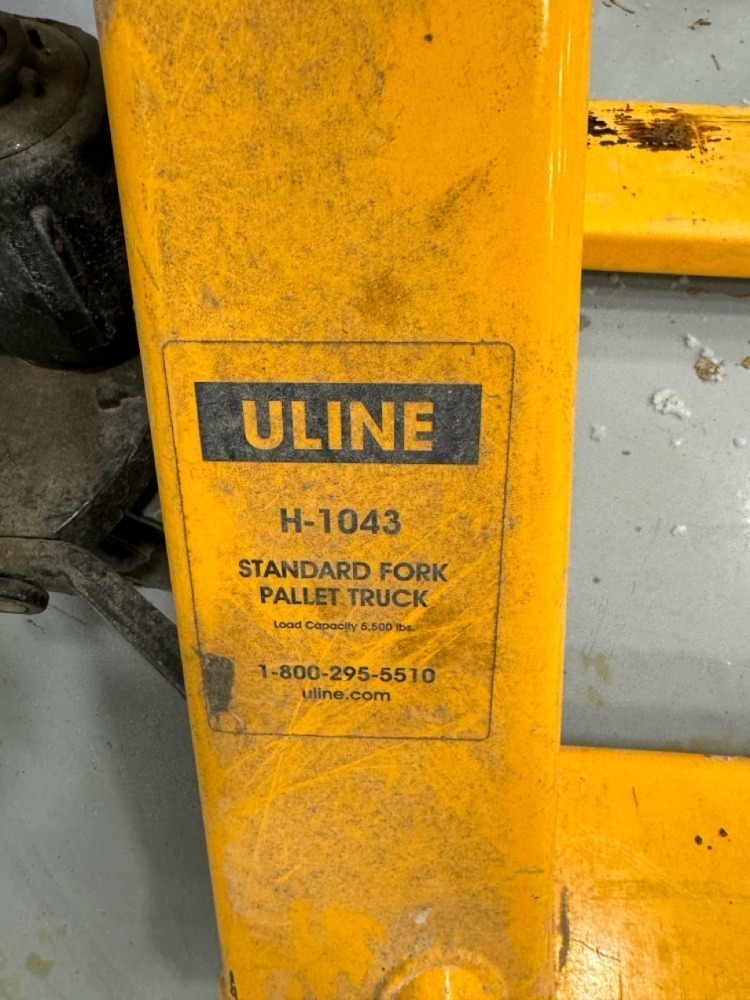 ULINE
H-1043
STANDARD FORK
PALLET TRUCK
Load Capacity 5,500 lbs.
1-800-295-5510
uline.com